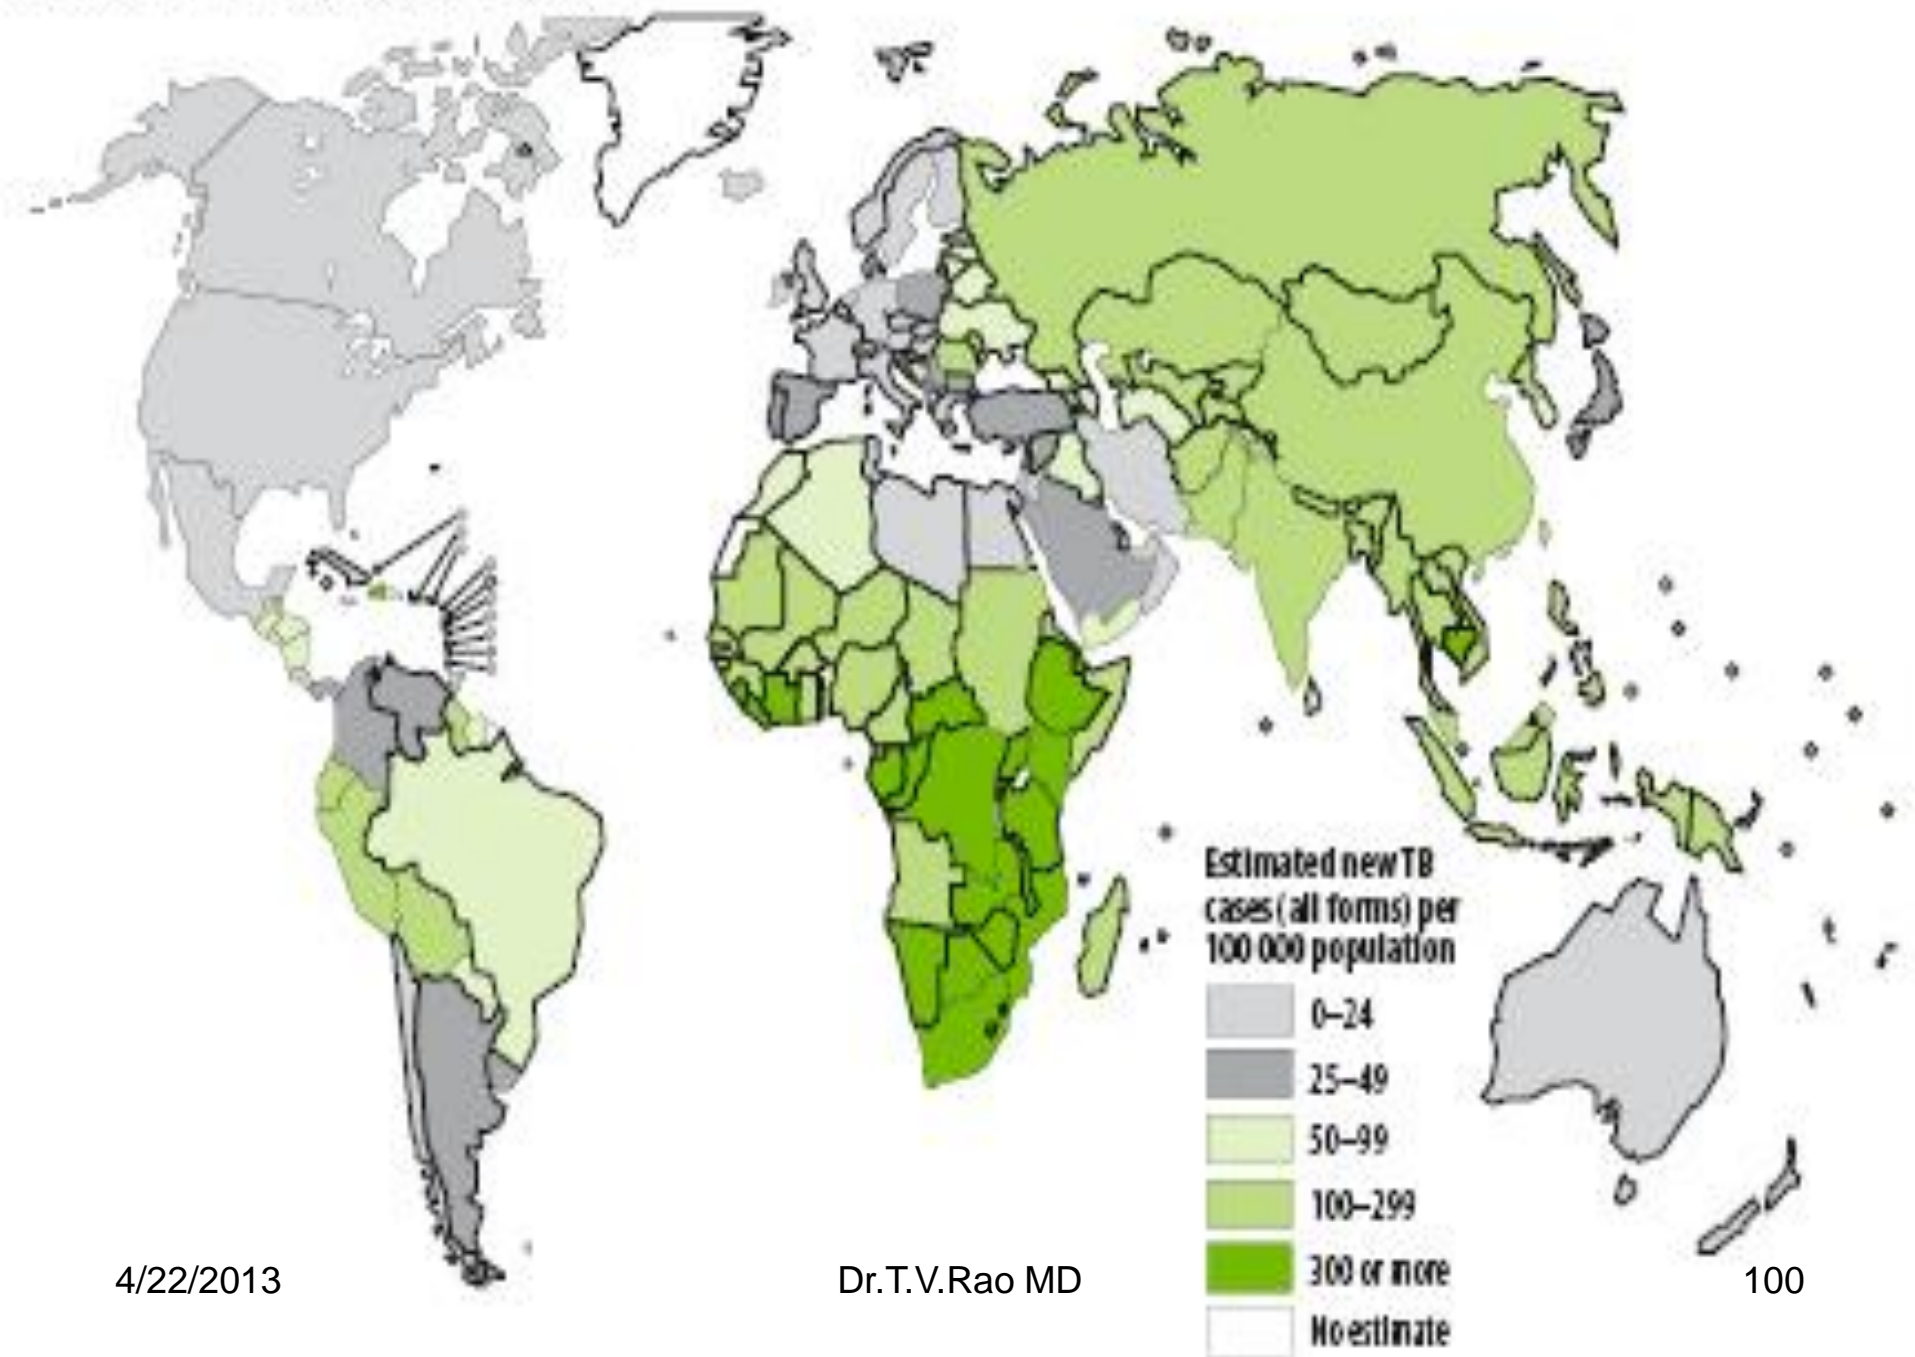 Estimated new TB
cases (all forms) per
100 000 population
0–24
25–49
50–99
100–299
300 or more
No estimate
4/22/2013
Dr.T.V.Rao MD
100